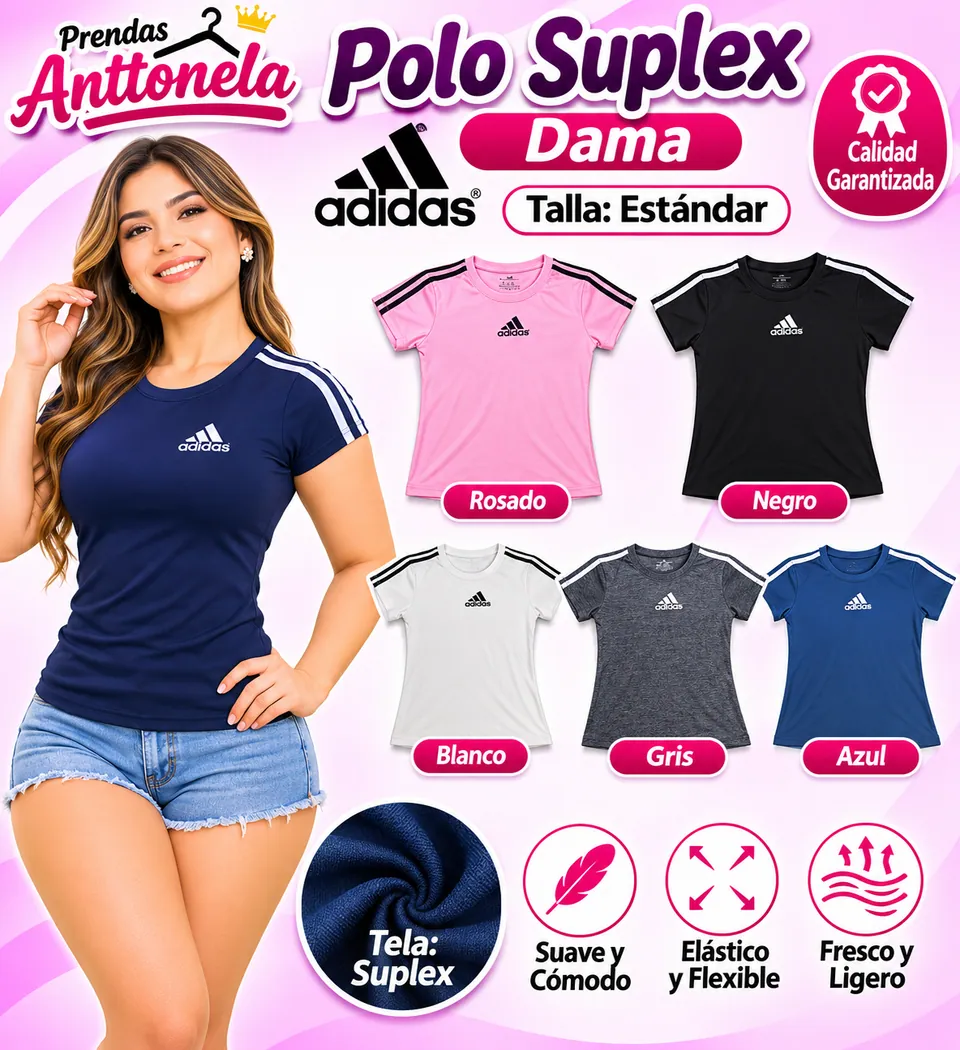 Prendas
Anttonela
Polo Suplex
Dama
adidas®
Talla: Estándar
Calidad
Garantizada
adidas
adidas
adidas
Rosado
Negro
adidas
adidas
adidas
Blanco
Gris
Azul
Tela:
Suplex
Suave y
Cómodo
Elástico
y Flexible
Fresco y
Ligero